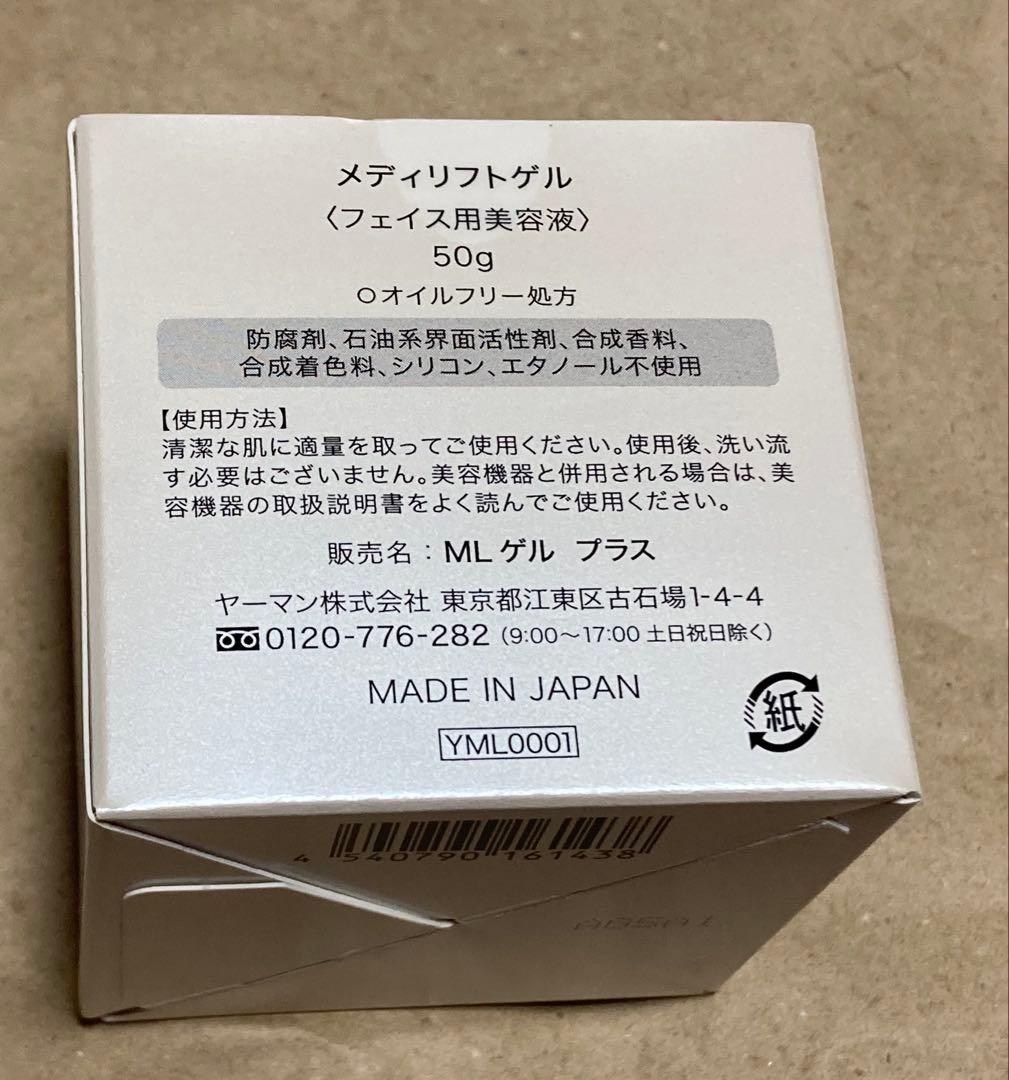 メディリフトゲル
〈フェイス用美容液〉
50g
○オイルフリー処方
防腐剤、石油系界面活性剤、合成香料、
合成着色料、シリコン、エタノール不使用
【使用方法】
清潔な肌に適量を取ってご使用ください。使用後、洗い流
す必要はございません。美容機器と併用される場合は、美
容機器の取扱説明書をよく読んでご使用ください。
販売名：ML ゲル プラス
ヤーマン株式会社 東京都江東区古石場1-4-4
0120-776-282（9:00〜17:00 土日祝日除く）
MADE IN JAPAN
紙
YML0001
4 540790 161438